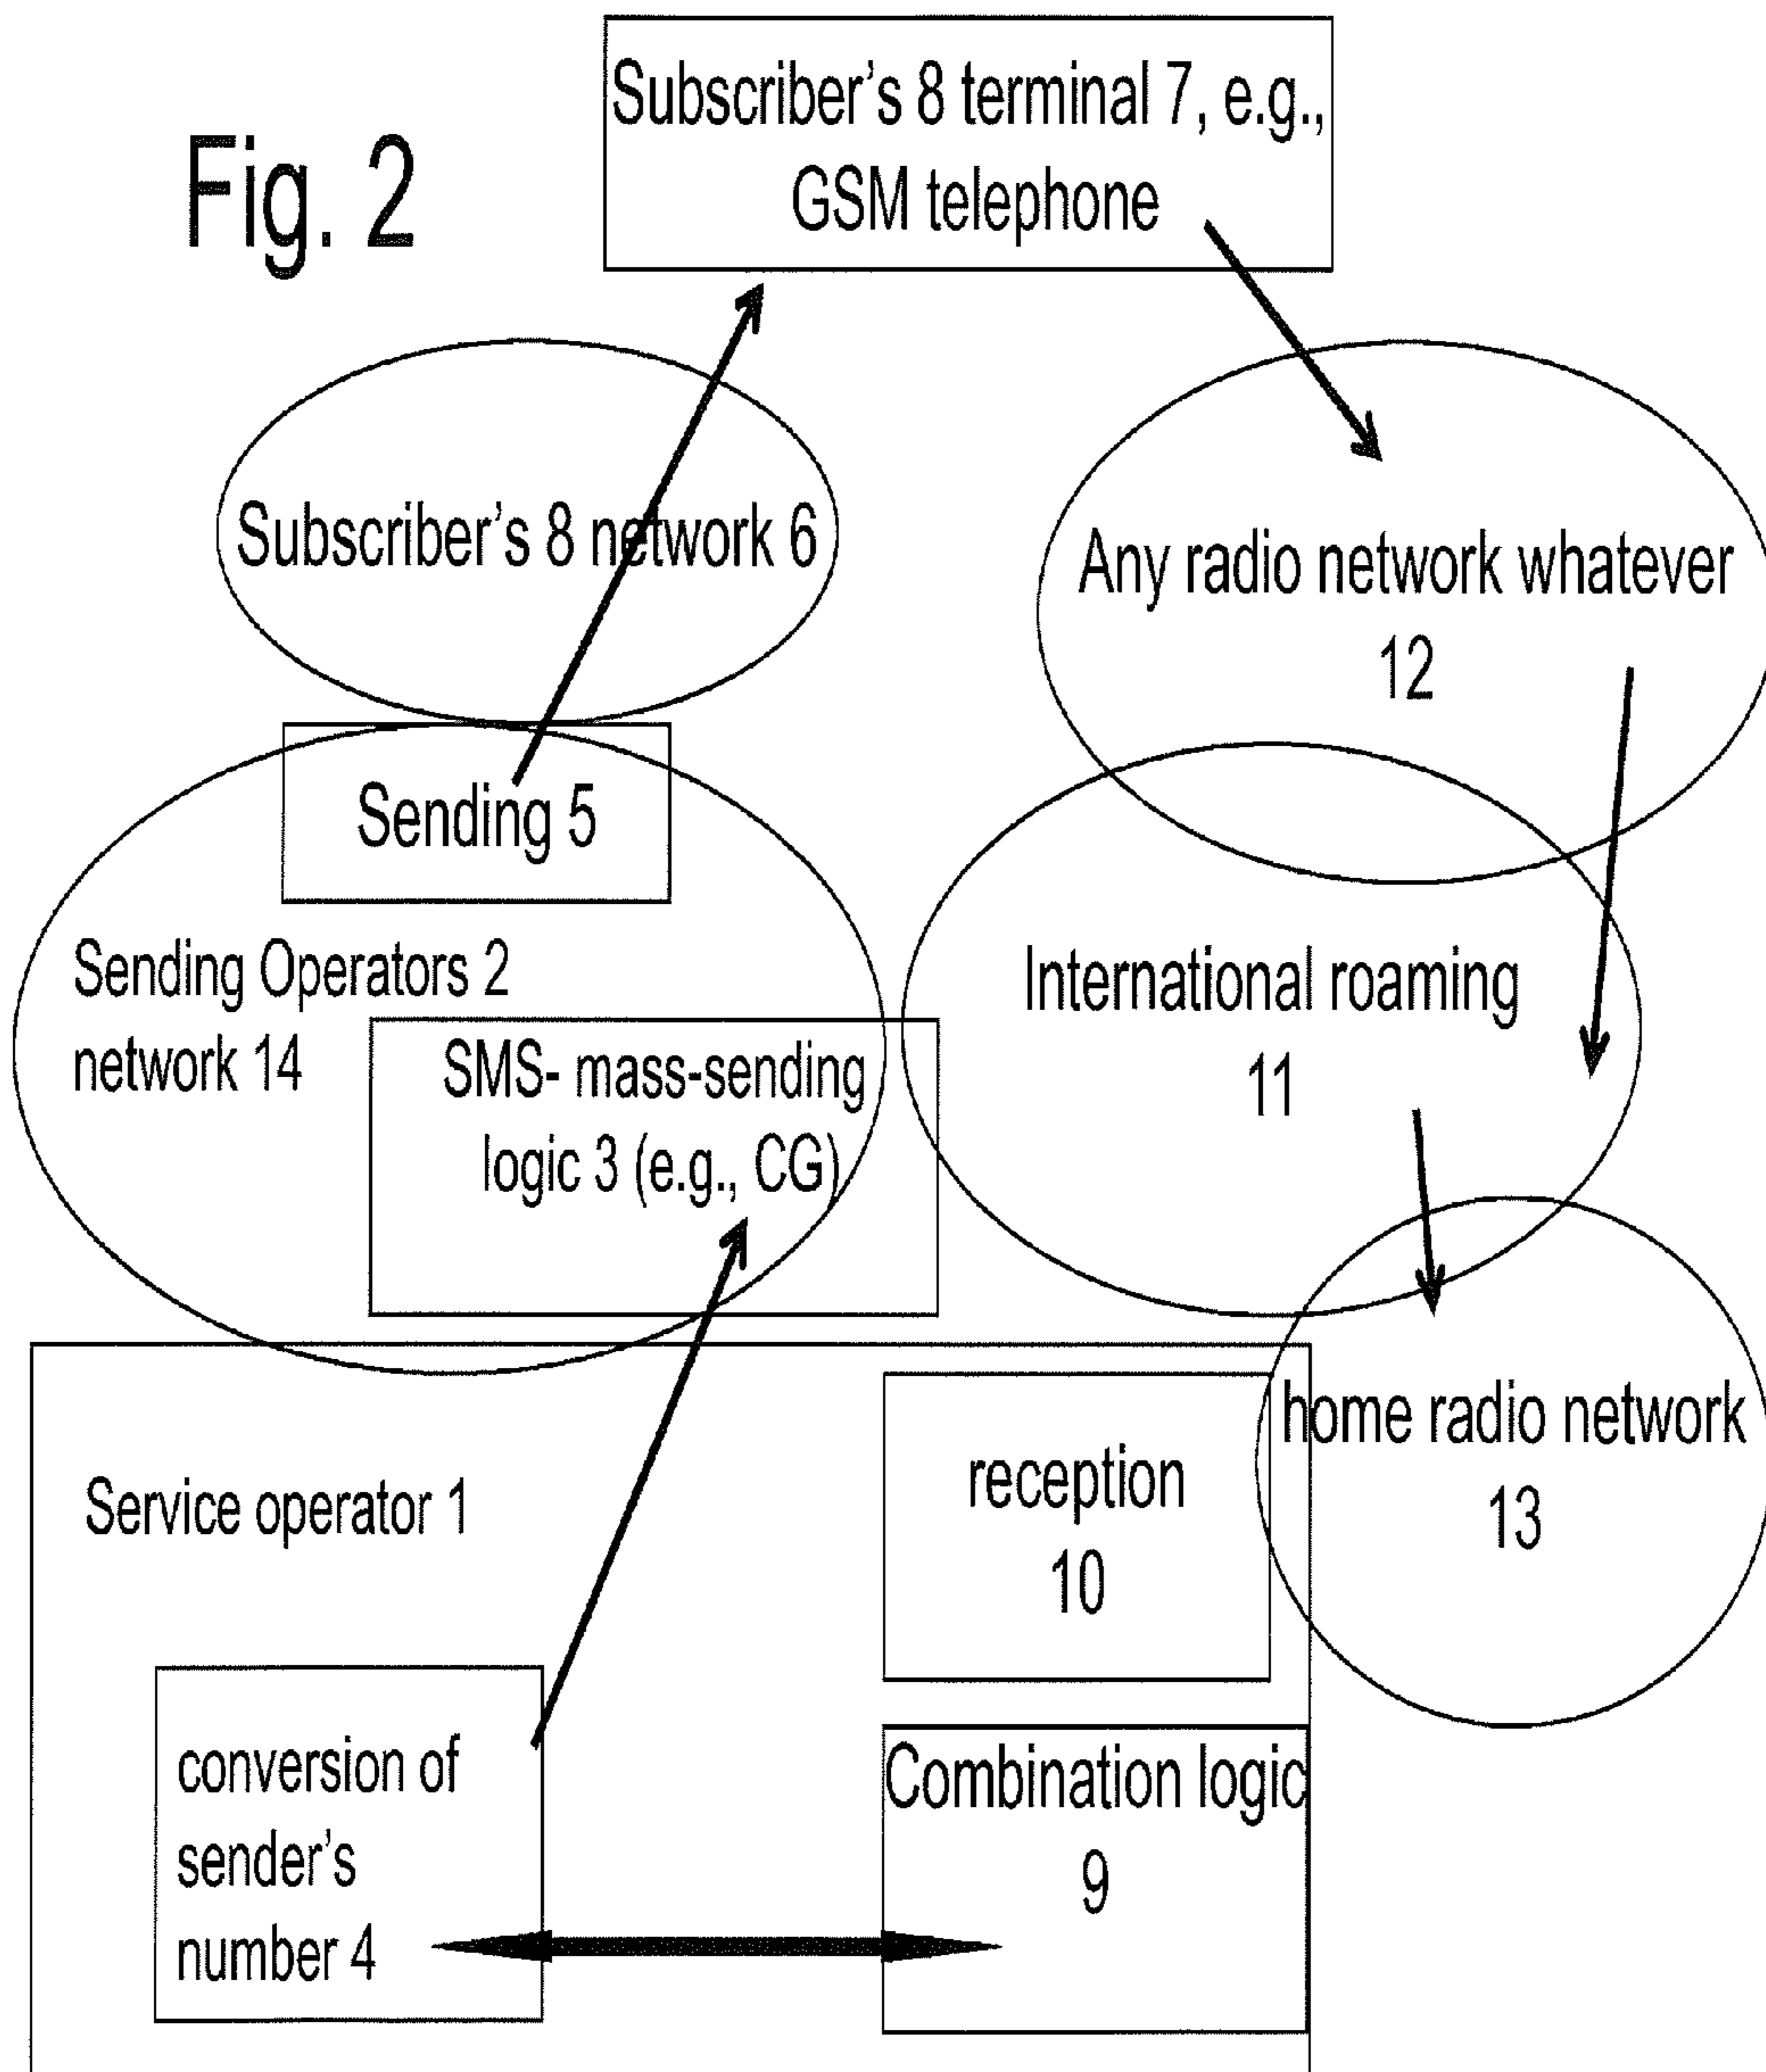 Fig. 2
Subscriber's 8 terminal 7, e.g.,
GSM telephone
Subscriber's 8 network 6
Any radio network whatever
12
Sending 5
Sending Operators 2
network 14
SMS- mass-sending
logic 3 (e.g., CG)
International roaming
11
home radio network
13
Service operator 1
reception
10
conversion of
sender's
number 4
Combination logic
9